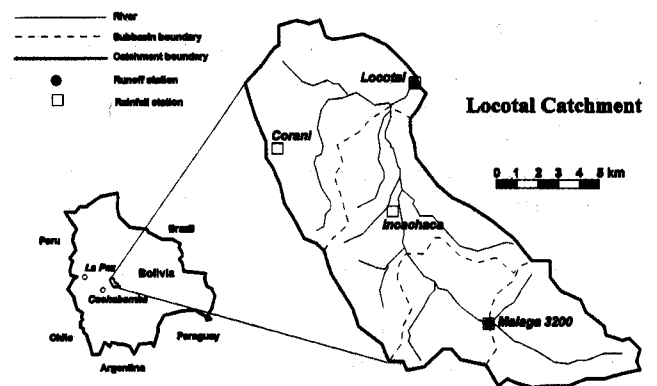 River
Subbasin boundary
Catchment boundary
Runoff station
Rainfall station
Locotal
Locotal Catchment
Corani
0 1 2 3 4 5 km
Incachaca
Peru
Brazil
La Paz
Bolivia
Cochabamba
Malaga 3200
Chile
Paraguay
Argentina